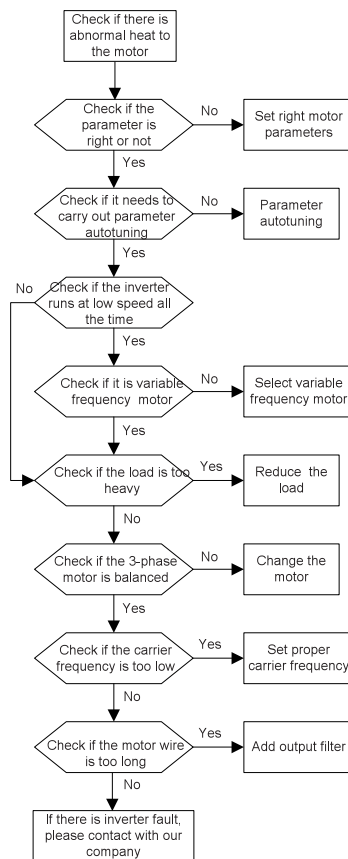 Check if there is
abnormal heat to
the motor
Check if the
parameter is
right or not
No
Set right motor
parameters
Yes
Check if it needs to
carry out parameter
autotuning
No
Parameter
autotuning
Yes
No
Check if the inverter
runs at low speed all
the time
Yes
Check if it is variable
frequency motor
No
Select variable
frequency motor
Yes
Check if the load is too
heavy
Yes
Reduce the
load
No
Check if the 3-phase
motor is balanced
No
Change the
motor
Yes
Check if the carrier
frequency is too low
Yes
Set proper
carrier frequency
No
Check if the motor wire
is too long
Yes
Add output filter
No
If there is inverter fault,
please contact with our
company